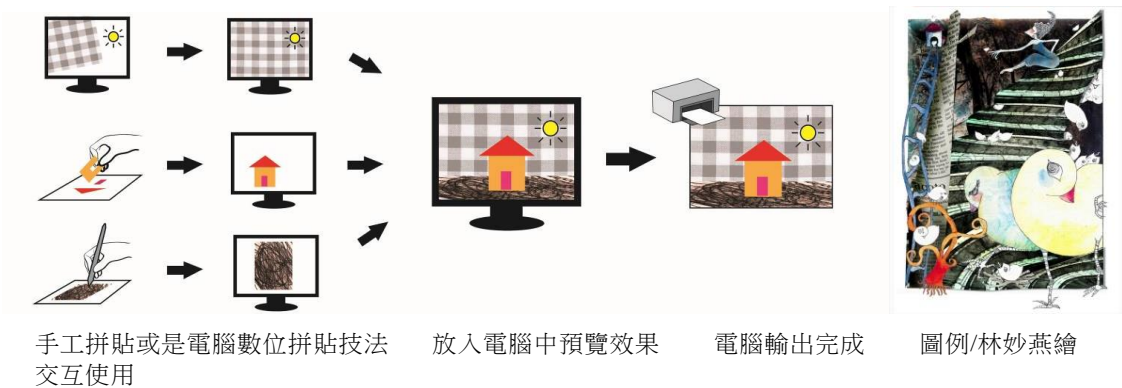 手工拼貼或是電腦數位拼貼技法
交互使用
放入電腦中預覽效果
電腦輸出完成
圖例/林妙燕繪